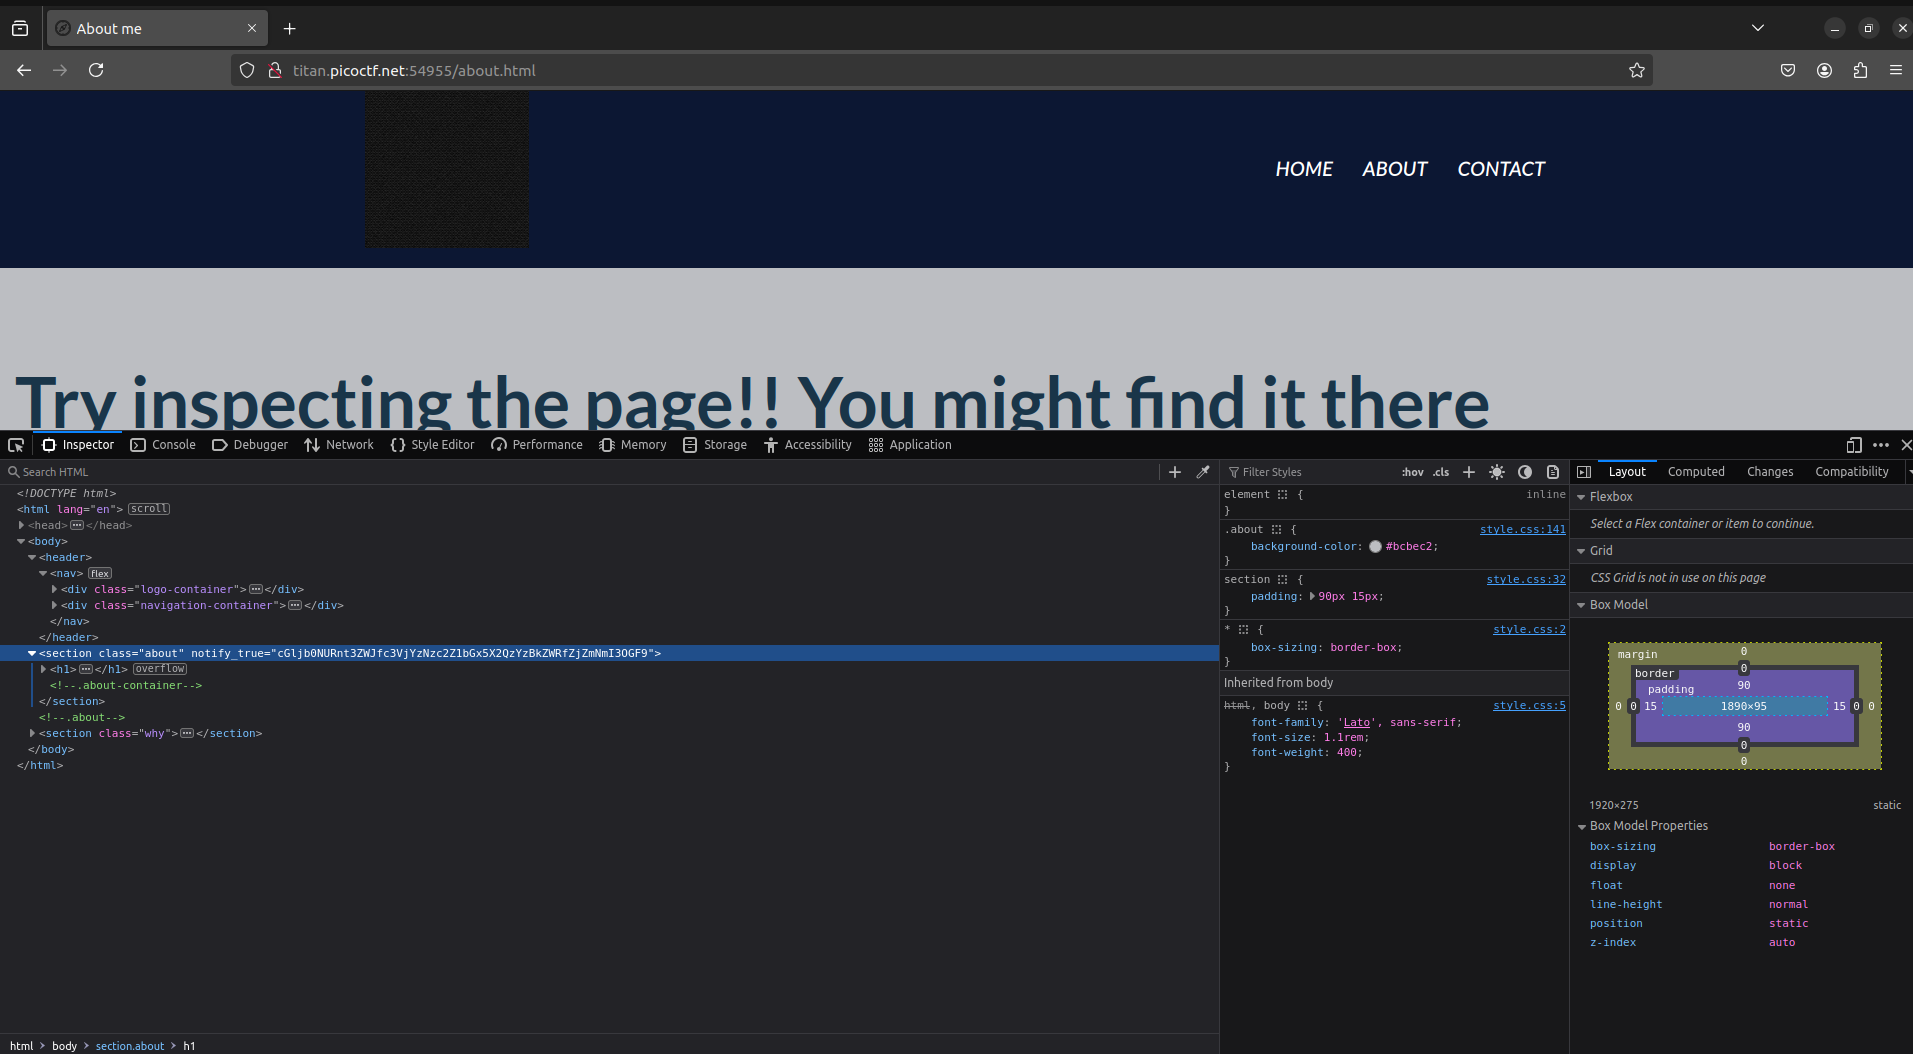 About me
titan.picoctf.net:54955/about.html
HOME ABOUT CONTACT
Try inspecting the page!! You might find it there
Inspector Console Debugger Network Style Editor Performance Memory Storage Accessibility Application
Search HTML
<!DOCTYPE html>
<html lang="en"> scroll
<head> </head>
<body>
<header>
<nav> flex
<div class="logo-container"> </div>
<div class="navigation-container"> </div>
</nav>
</header>
<section class="about" notify_true="cGljb0NURnt3ZWJfc3VjYzNzc2Z1bGx5X2QzYzBkZWRfZjZmNmI3OGF9">
<h1> </h1> overflow
<!--.about-container-->
</section>
<!--.about-->
<section class="why"> </section>
</body>
</html>
html body section.about h1
Filter Styles :hov .cls
element { inline
}
.about { style.css:141
background-color: #bcbec2;
}
section { style.css:32
padding: 90px 15px;
}
* { style.css:2
box-sizing: border-box;
}
Inherited from body
html, body { style.css:5
font-family: 'Lato', sans-serif;
font-size: 1.1rem;
font-weight: 400;
}
Layout Computed Changes Compatibility
Flexbox
Select a Flex container or item to continue.
Grid
CSS Grid is not in use on this page
Box Model
margin 0
border 0
padding 90
0 0 15 1890×95 15 0 0
90
0
0
1920×275 static
Box Model Properties
box-sizing border-box
display block
float none
line-height normal
position static
z-index auto